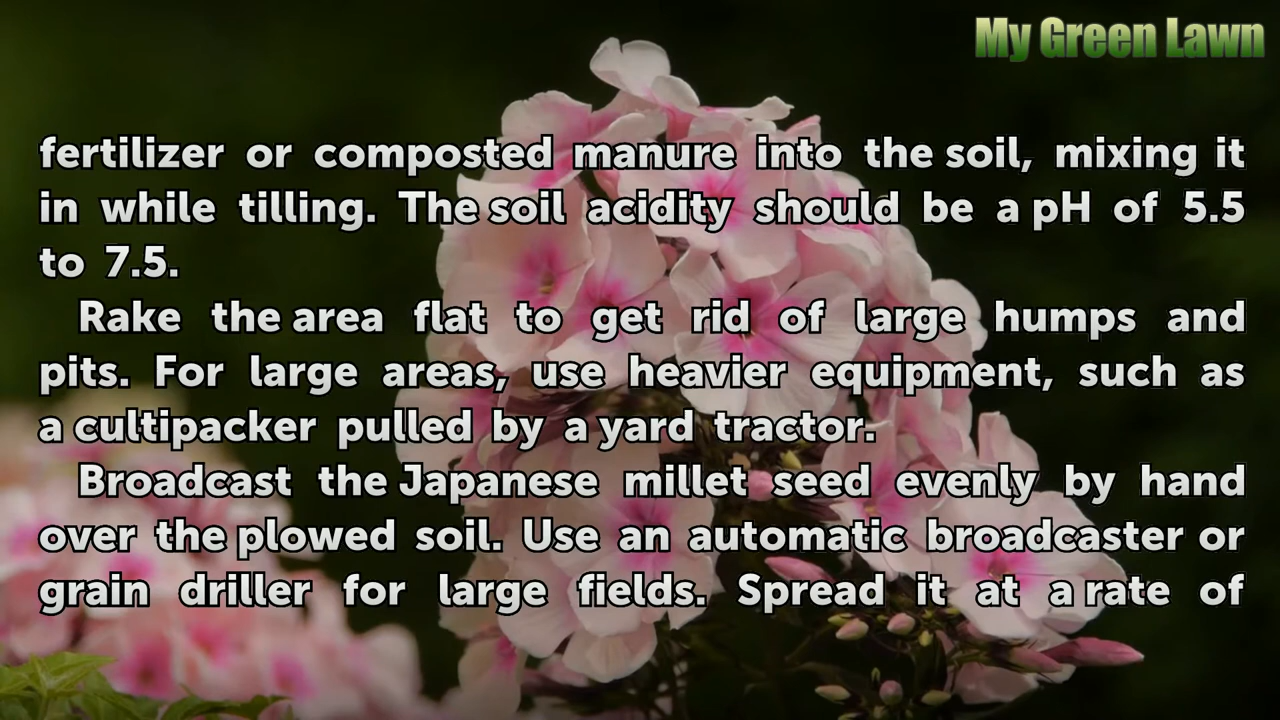 My Green Lawn
fertilizer or composted manure into the soil, mixing it
in while tilling. The soil acidity should be a pH of 5.5
to 7.5.
Rake the area flat to get rid of large humps and
pits. For large areas, use heavier equipment, such as
a cultipacker pulled by a yard tractor.
Broadcast the Japanese millet seed evenly by hand
over the plowed soil. Use an automatic broadcaster or
grain driller for large fields. Spread it at a rate of